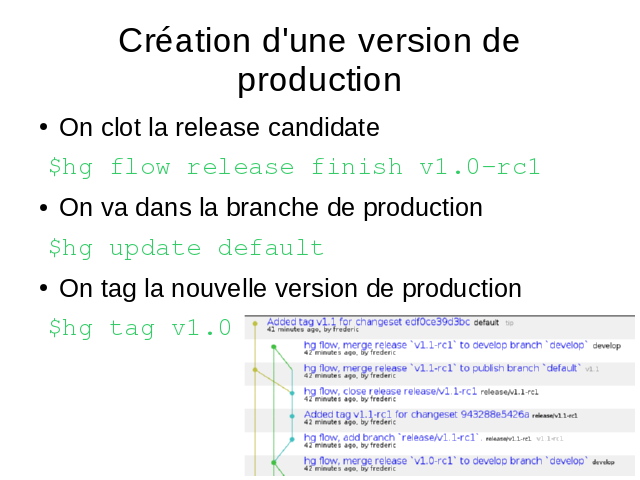 Création d'une version de
production
• On clot la release candidate
$hg flow release finish v1.0-rc1
• On va dans la branche de production
$hg update default
• On tag la nouvelle version de production
$hg tag v1.0
Added tag v1.1 for changeset edf0ce39d3bc default tip
41 minutes ago, by frederic
hg flow, merge release `v1.1-rc1` to develop branch `develop` develop
42 minutes ago, by frederic
hg flow, merge release `v1.1-rc1` to publish branch `default` v1.1
42 minutes ago, by frederic
hg flow, close release release/v1.1-rc1 release/v1.1-rc1
42 minutes ago, by frederic
Added tag v1.1-rc1 for changeset 943288e5426a release/v1.1-rc1
42 minutes ago, by frederic
hg flow, add branch `release/v1.1-rc1`. release/v1.1-rc1 v1.1-rc1
42 minutes ago, by frederic
hg flow, merge release `v1.0-rc1` to develop branch `develop` develop
42 minutes ago, by frederic